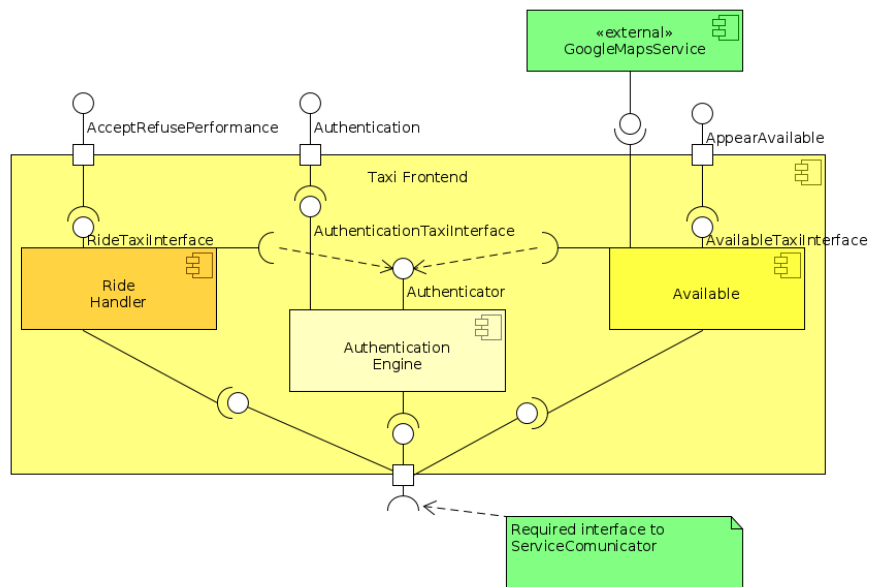 «external»
GoogleMapsService
AcceptRefusePerformance
Authentication
AppearAvailable
Taxi Frontend
RideTaxiInterface
AuthenticationTaxiInterface
AvailableTaxiInterface
Ride
Handler
Authenticator
Available
Authentication
Engine
Required interface to
ServiceComunicator